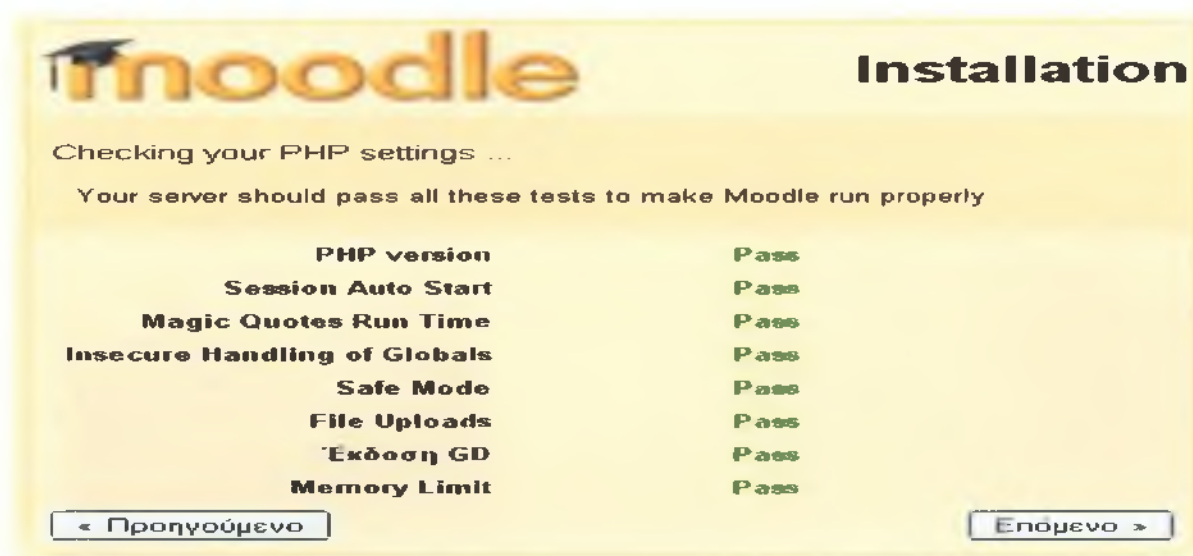 moodle Installation
Checking your PHP settings ...
Your server should pass all these tests to make Moodle run properly
PHP version Pass
Session Auto Start Pass
Magic Quotes Run Time Pass
Insecure Handling of Globals Pass
Safe Mode Pass
File Uploads Pass
Έκδοση GD Pass
Memory Limit Pass
« Προηγούμενο Επόμενο »